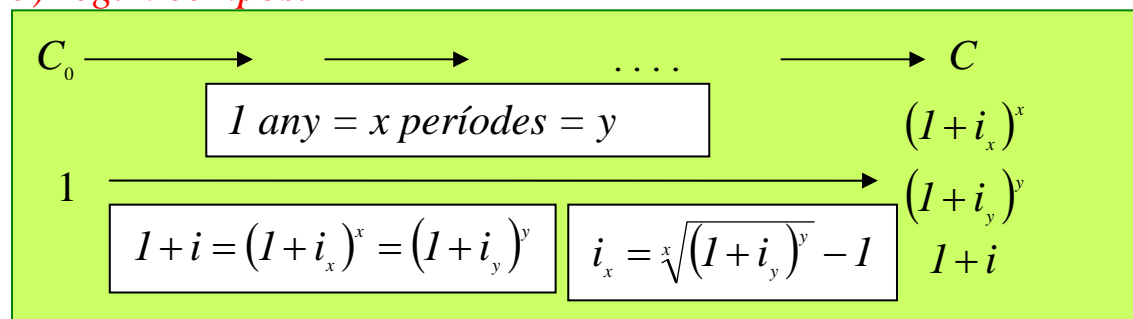 C₀ . . . . C
1 any = x períodes = y
(1+iₓ)ˣ
1
(1+i_y)^y
1+i = (1+iₓ)ˣ = (1+i_y)^y
iₓ = ˣ√((1+i_y)^y) − 1
1+i